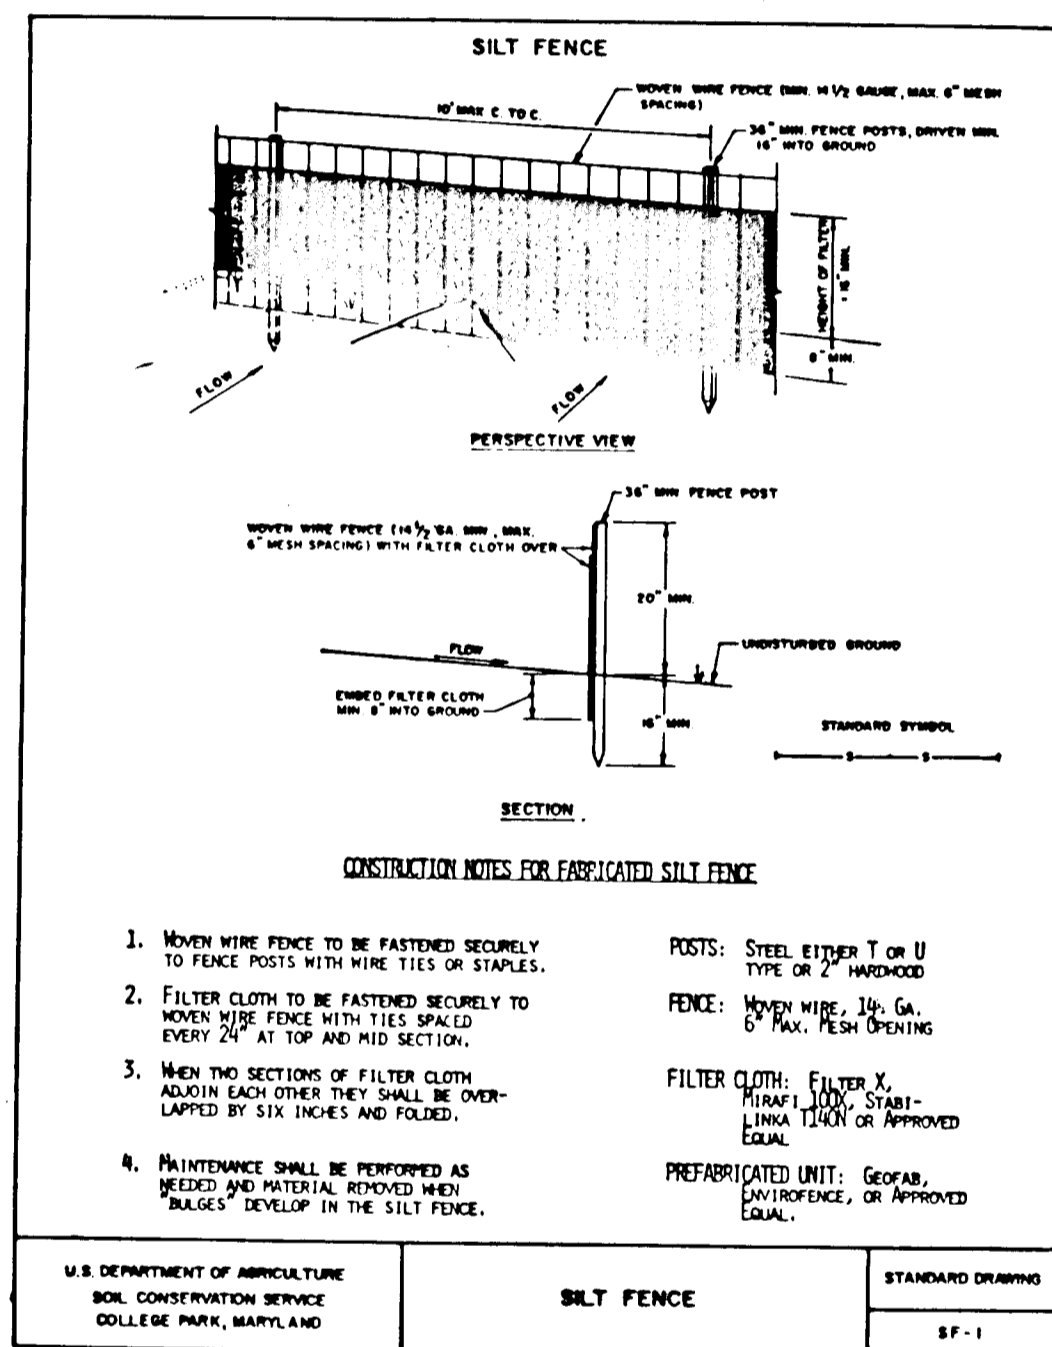 SILT FENCE
WOVEN WIRE FENCE (MIN. 14 1/2 GAUGE, MAX. 6" MESH
SPACING)
10' MAX C. TO C.
36" MIN. FENCE POSTS, DRIVEN MIN.
16" INTO GROUND
HEIGHT OF FILTER
16" MIN.
8" MIN.
FLOW
FLOW
PERSPECTIVE VIEW
36" MIN FENCE POST
WOVEN WIRE FENCE (14 1/2 GA. MIN, MAX.
6" MESH SPACING) WITH FILTER CLOTH OVER
20" MIN.
FLOW
UNDISTURBED GROUND
EMBED FILTER CLOTH
MIN. 8" INTO GROUND
16" MIN.
STANDARD SYMBOL
S S
SECTION
CONSTRUCTION NOTES FOR FABRICATED SILT FENCE
1. WOVEN WIRE FENCE TO BE FASTENED SECURELY
TO FENCE POSTS WITH WIRE TIES OR STAPLES.
2. FILTER CLOTH TO BE FASTENED SECURELY TO
WOVEN WIRE FENCE WITH TIES SPACED
EVERY 24" AT TOP AND MID SECTION.
3. WHEN TWO SECTIONS OF FILTER CLOTH
ADJOIN EACH OTHER THEY SHALL BE OVER-
LAPPED BY SIX INCHES AND FOLDED.
4. MAINTENANCE SHALL BE PERFORMED AS
NEEDED AND MATERIAL REMOVED WHEN
"BULGES" DEVELOP IN THE SILT FENCE.
POSTS: STEEL EITHER T OR U
TYPE OR 2" HARDWOOD
FENCE: WOVEN WIRE, 14½ GA.
6" MAX. MESH OPENING
FILTER CLOTH: FILTER X,
MIRAFI 100X, STABI-
LINKA T140N OR APPROVED
EQUAL
PREFABRICATED UNIT: GEOFAB,
ENVIROFENCE, OR APPROVED
EQUAL.
U.S. DEPARTMENT OF AGRICULTURE
SOIL CONSERVATION SERVICE
COLLEGE PARK, MARYLAND
SILT FENCE
STANDARD DRAWING
SF-1